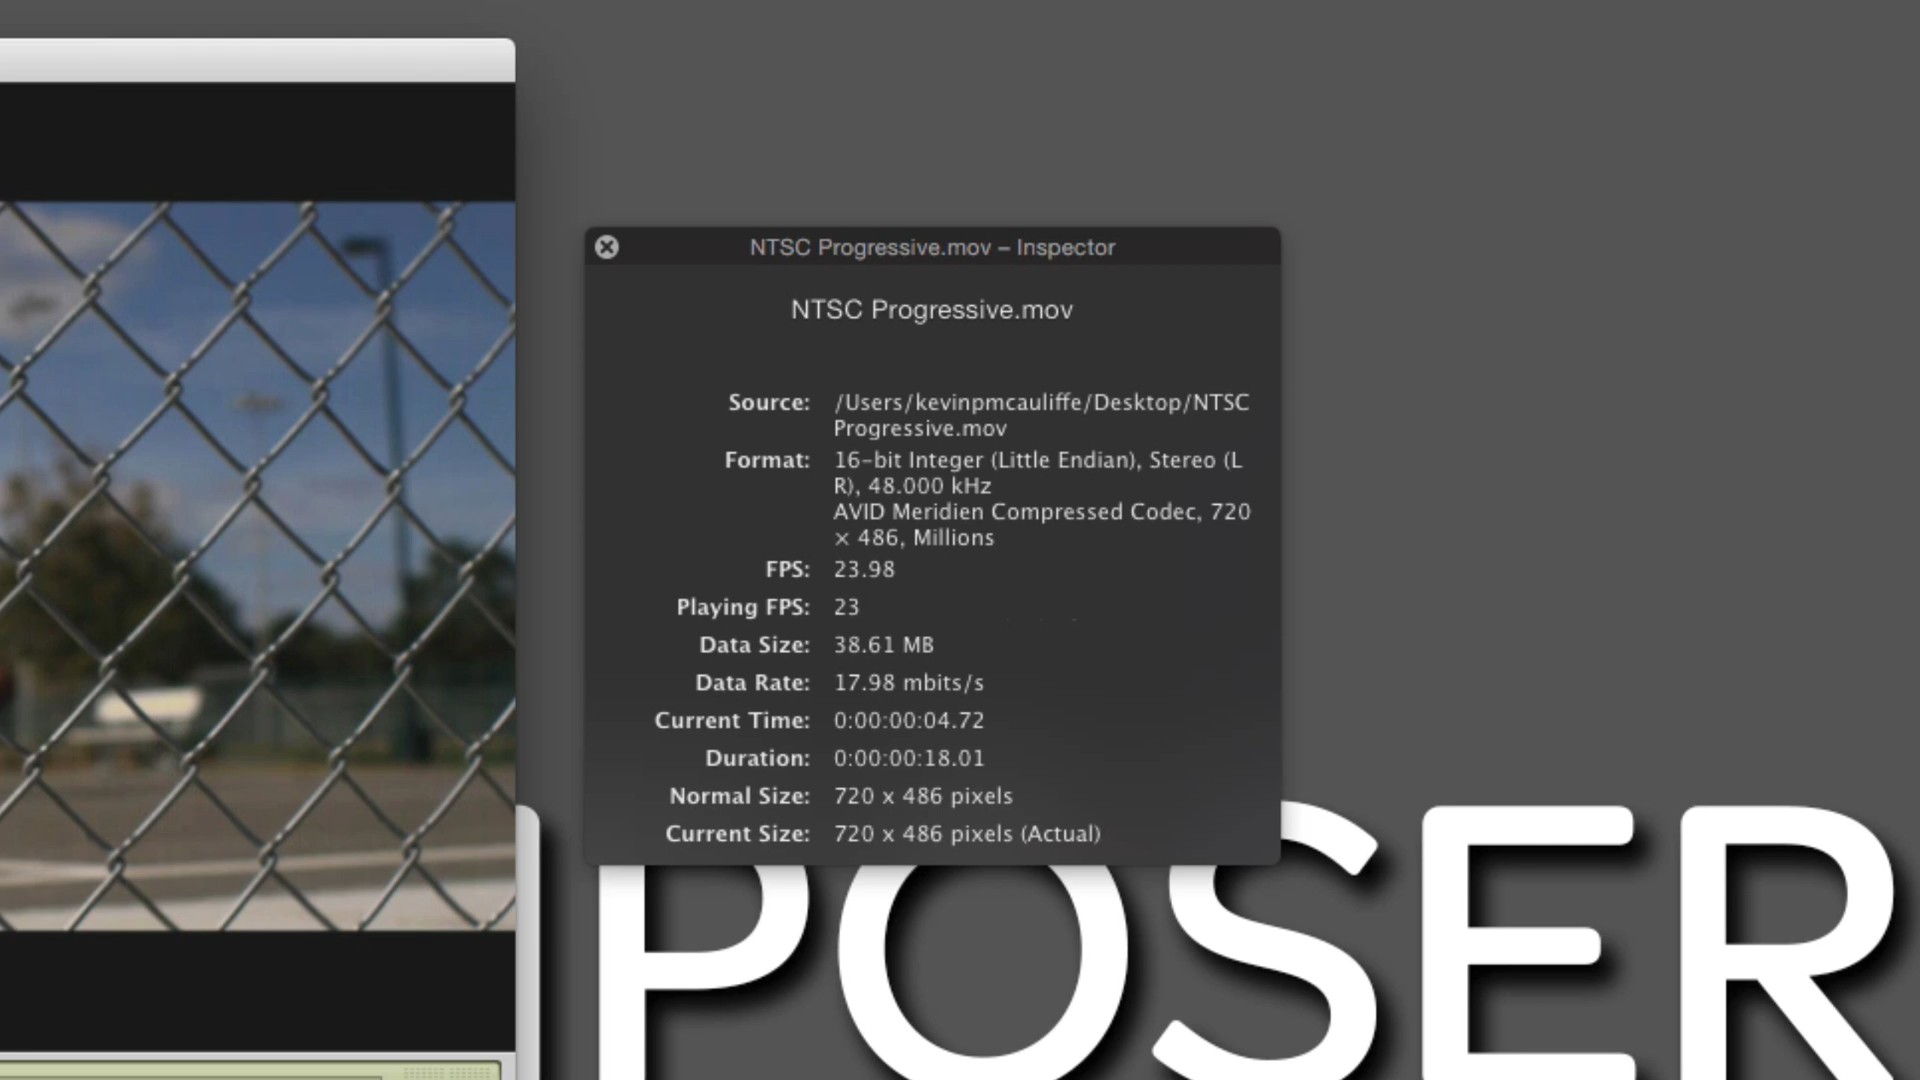 NTSC Progressive.mov – Inspector
NTSC Progressive.mov
Source: /Users/kevinpmcauliffe/Desktop/NTSC
Progressive.mov
Format: 16-bit Integer (Little Endian), Stereo (L
R), 48.000 kHz
AVID Meridien Compressed Codec, 720
× 486, Millions
FPS: 23.98
Playing FPS: 23
Data Size: 38.61 MB
Data Rate: 17.98 mbits/s
Current Time: 0:00:00:04.72
Duration: 0:00:00:18.01
Normal Size: 720 x 486 pixels
Current Size: 720 x 486 pixels (Actual)
POSER